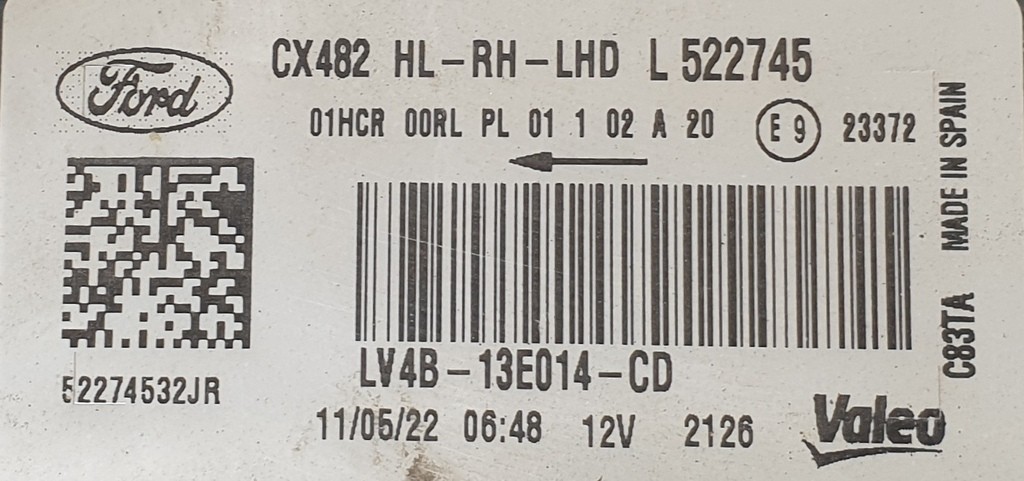 Ford
CX482 HL-RH-LHD L 522745
01HCR 00RL PL 01 1 02 A 20 E 9 23372
LV4B-13E014-CD
52274532JR
11/05/22 06:48 12V 2126
Valeo
C83TA MADE IN SPAIN